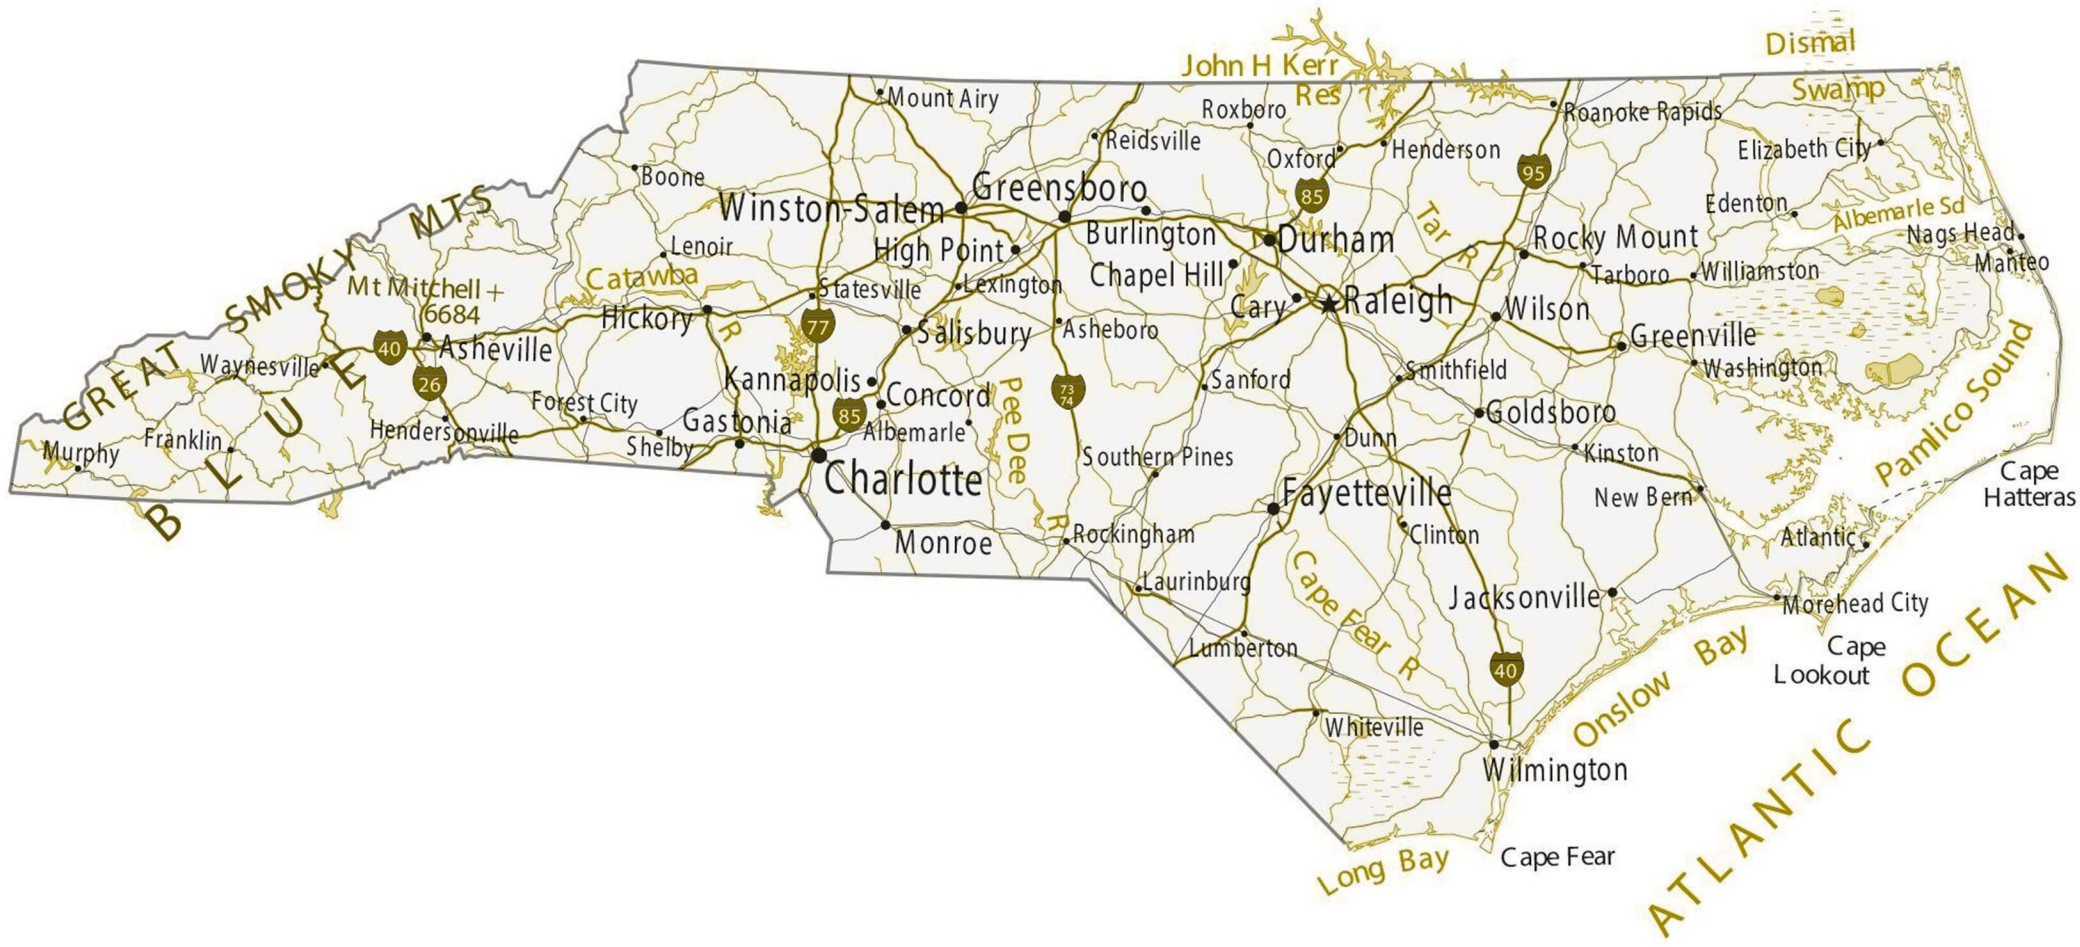 Dismal
Swamp
John H Kerr
Res
Mount Airy
Roxboro
Roanoke Rapids
Reidsville
Oxford
Henderson
Elizabeth City
95
85
Boone
Greensboro
Winston-Salem
Edenton
Albemarle Sd
GREAT SMOKY MTS
Burlington
Durham
Tar R
Rocky Mount
Nags Head
Manteo
High Point
Lenoir
Chapel Hill
Tarboro
Williamston
Catawba R
Mt Mitchell +
6684
Statesville
Lexington
Cary
Raleigh
Wilson
Hickory
77
Salisbury
Asheboro
Greenville
40
Asheville
Waynesville
26
Kannapolis
Concord
73
74
Sanford
Smithfield
Washington
Pamlico Sound
Forest City
Gastonia
85
Albemarle
Pee Dee R
Goldsboro
Hendersonville
Shelby
Dunn
Kinston
Franklin
Murphy
BLUE
Charlotte
Southern Pines
Fayetteville
New Bern
Cape
Hatteras
Monroe
Rockingham
Clinton
Atlantic
Laurinburg
Cape Fear R
Jacksonville
Morehead City
Lumberton
40
Cape
Lookout
Onslow Bay
Whiteville
Wilmington
ATLANTIC OCEAN
Cape Fear
Long Bay